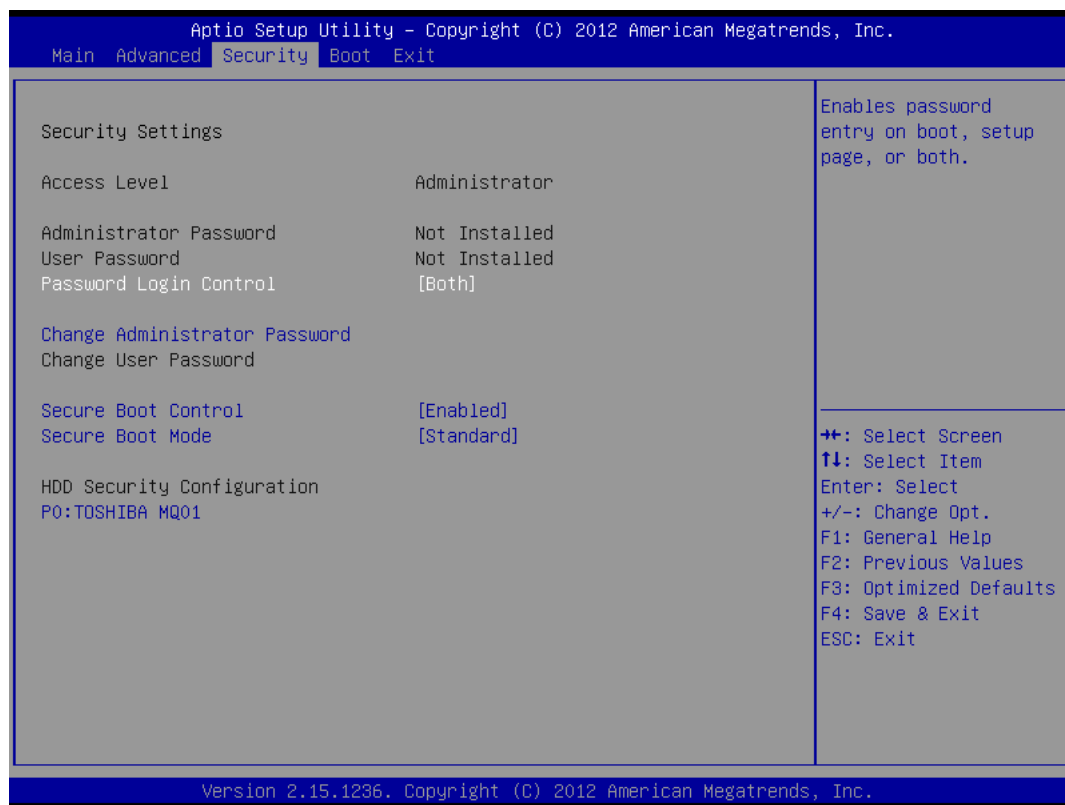 Aptio Setup Utility – Copyright (C) 2012 American Megatrends, Inc.
Main Advanced Security Boot Exit
Security Settings
Access Level Administrator
Administrator Password Not Installed
User Password Not Installed
Password Login Control [Both]
Change Administrator Password
Change User Password
Secure Boot Control [Enabled]
Secure Boot Mode [Standard]
HDD Security Configuration
P0:TOSHIBA MQ01
Enables password
entry on boot, setup
page, or both.
→←: Select Screen
↑↓: Select Item
Enter: Select
+/-: Change Opt.
F1: General Help
F2: Previous Values
F3: Optimized Defaults
F4: Save & Exit
ESC: Exit
Version 2.15.1236. Copyright (C) 2012 American Megatrends, Inc.